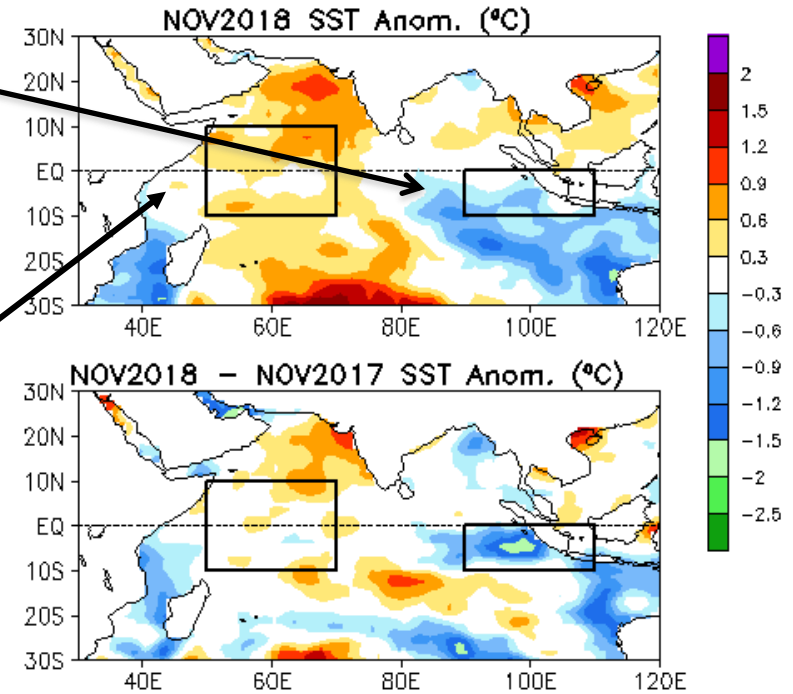 NOV2018 SST Anom. (°C)
30N
20N
10N
EQ
10S
20S
30S
40E 60E 80E 100E 120E
NOV2018 – NOV2017 SST Anom. (°C)
30N
20N
10N
EQ
10S
20S
30S
40E 60E 80E 100E 120E
2
1.5
1.2
0.9
0.6
0.3
-0.3
-0.6
-0.9
-1.2
-1.5
-2
-2.5